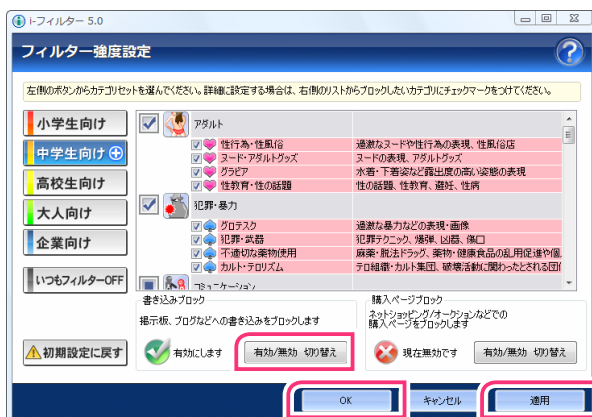 i-フィルター 5.0
フィルター強度設定
左側のボタンからカテゴリセットを選んでください。詳細に設定する場合は、右側のリストからブロックしたいカテゴリにチェックマークをつけてください。
小学生向け
中学生向け
高校生向け
大人向け
企業向け
いつもフィルターOFF
初期設定に戻す
アダルト
性行為・性風俗 過激なヌードや性行為の表現、性風俗店
ヌード・アダルトグッズ ヌードの表現、アダルトグッズ
グラビア 水着・下着姿など露出度の高い姿態の表現
性教育・性の話題 性の話題、性教育、避妊、性病
犯罪・暴力
グロテスク 過激な暴力などの表現・画像
犯罪・武器 犯罪テクニック、爆弾、凶器、傷口
不適切な薬物使用 麻薬・脱法ドラッグ、薬物・健康食品の乱用促進や個
カルト・テロリズム テロ組織・カルト集団、破壊活動に関わったとされる団
コミュニケーション
書き込みブロック
掲示板、ブログなどへの書き込みをブロックします
有効にします 有効/無効 切り替え
購入ページブロック
ネットショッピング/オークションなどでの
購入ページをブロックします
現在無効です 有効/無効 切り替え
OK キャンセル 適用